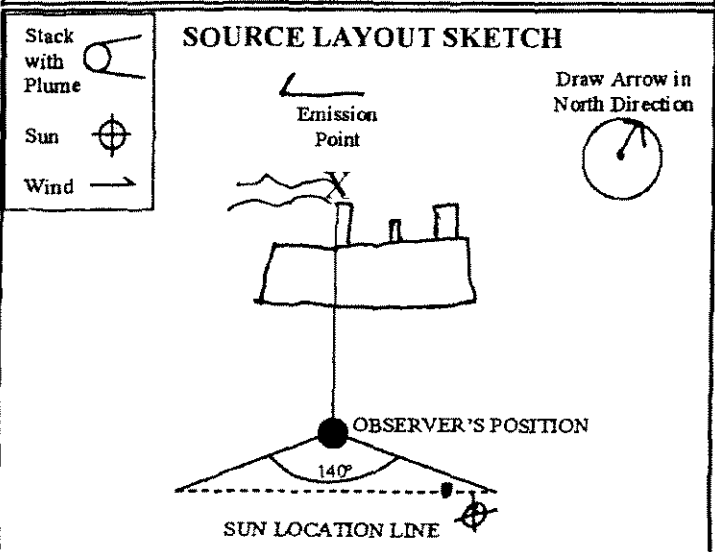 SOURCE LAYOUT SKETCH
Stack
with
Plume
Sun
Wind
Emission
Point
Draw Arrow in
North Direction
X
OBSERVER'S POSITION
140°
SUN LOCATION LINE